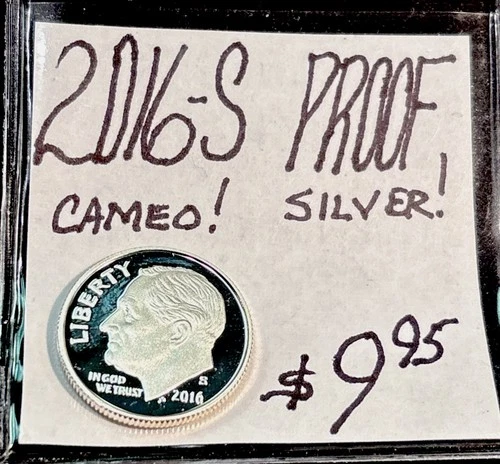 2016-S PROOF,
CAMEO! SILVER!
LIBERTY
IN GOD
WE TRUST
S
2016
$9.95